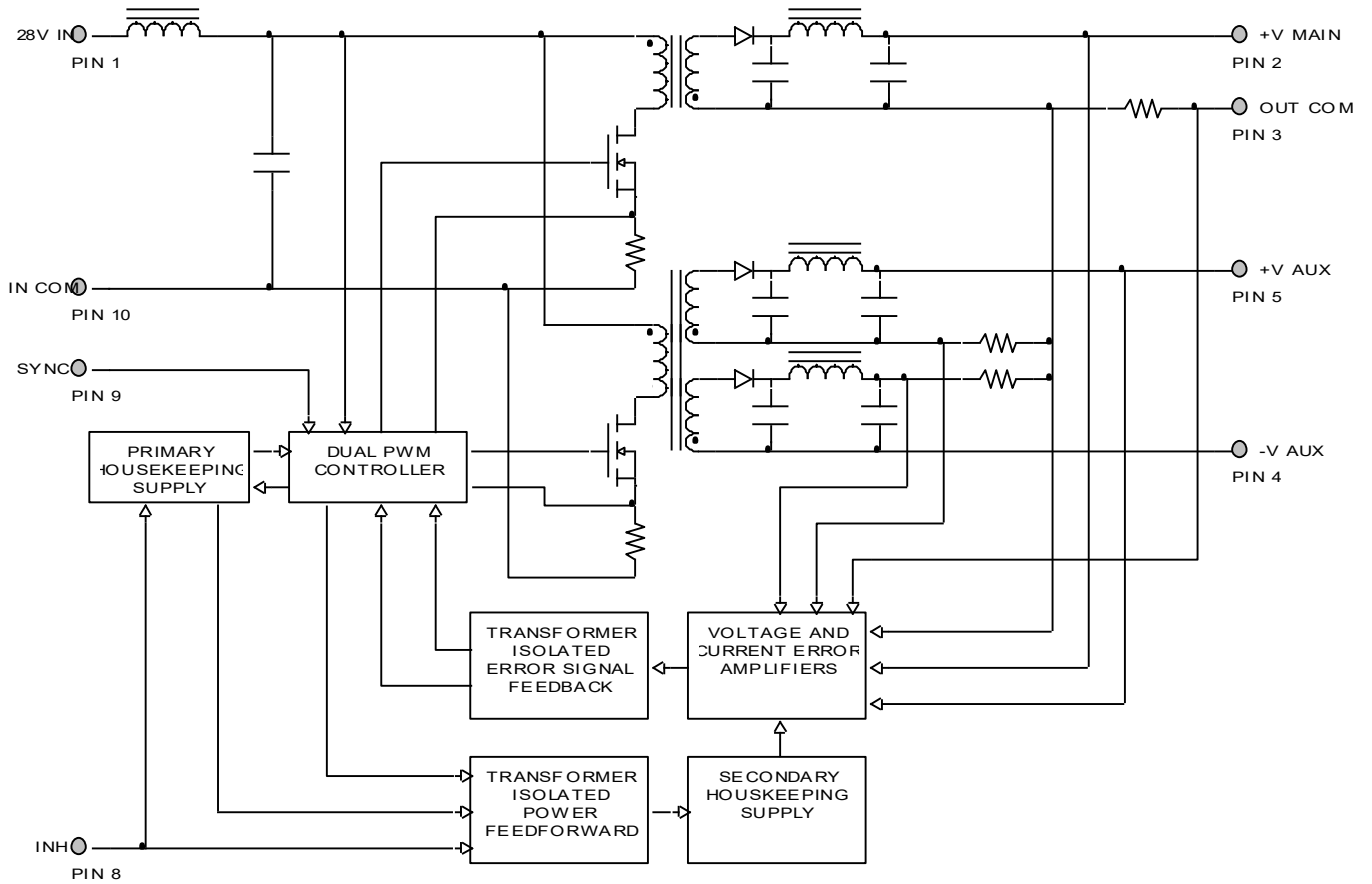 28V IN
PIN 1
+V MAIN
PIN 2
OUT COM
PIN 3
IN COM
PIN 10
+V AUX
PIN 5
SYNC
PIN 9
PRIMARY
HOUSEKEEPING
SUPPLY
DUAL PWM
CONTROLLER
-V AUX
PIN 4
TRANSFORMER
ISOLATED
ERROR SIGNAL
FEEDBACK
VOLTAGE AND
CURRENT ERROR
AMPLIFIERS
TRANSFORMER
ISOLATED
POWER
FEEDFORWARD
SECONDARY
HOUSKEEPING
SUPPLY
INH
PIN 8